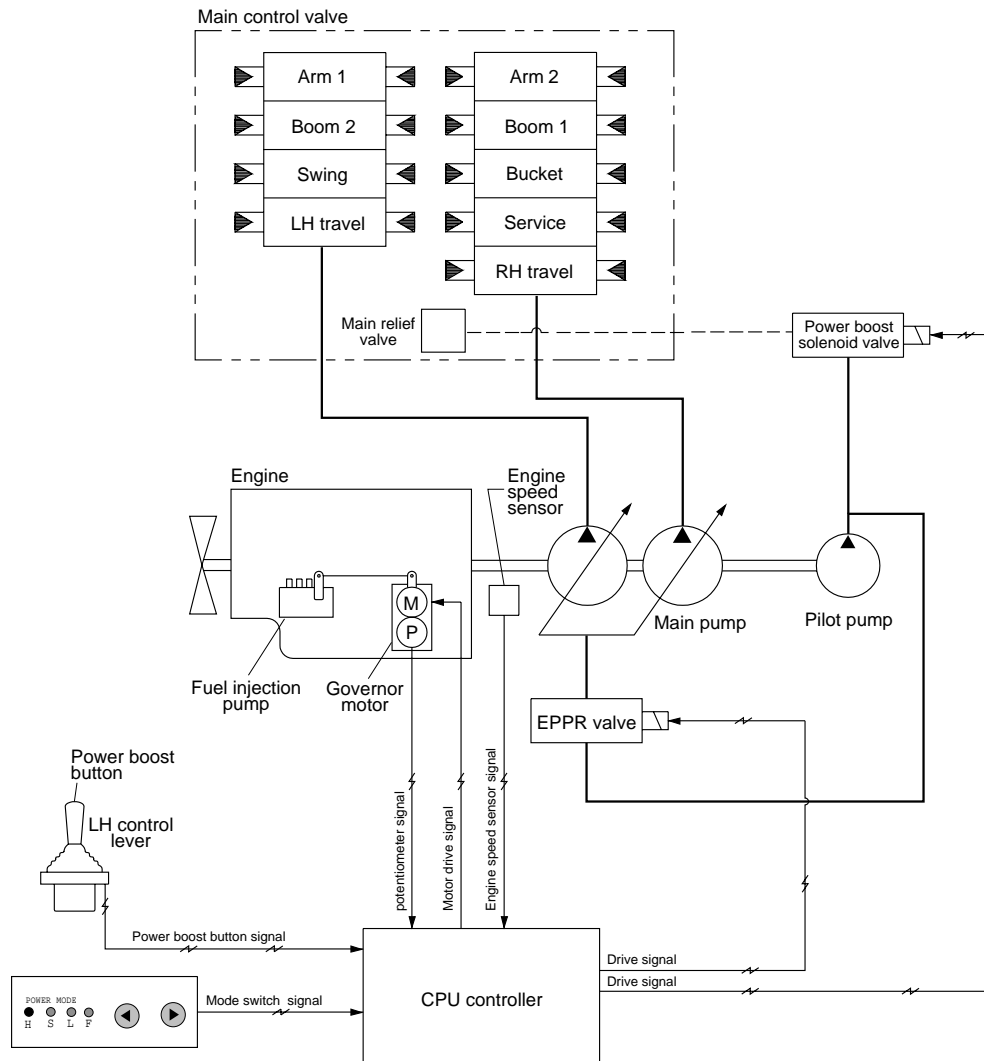 Main control valve
Arm 1
Boom 2
Swing
LH travel
Arm 2
Boom 1
Bucket
Service
RH travel
Main relief
valve
Power boost
solenoid valve
Engine
Engine
speed
sensor
M
P
Fuel injection
pump
Governor
motor
Main pump
Pilot pump
EPPR valve
Power boost
button
LH control
lever
potentiometer signal
Motor drive signal
Engine speed sensor signal
Power boost button signal
Mode switch signal
POWER MODE
H S L F
CPU controller
Drive signal
Drive signal